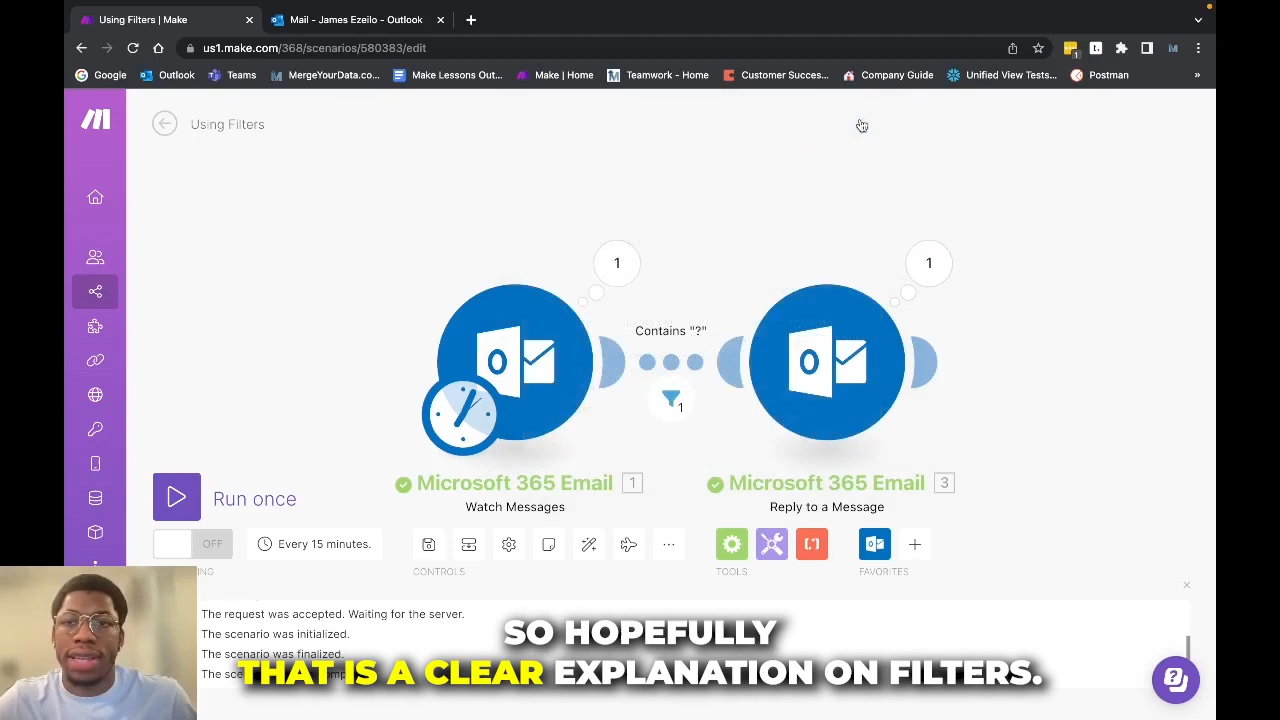 Using Filters | Make
Mail - James Ezeilo - Outlook
us1.make.com/368/scenarios/580383/edit
Google
Outlook
Teams
MergeYourData.co...
Make Lessons Out...
Make | Home
Teamwork - Home
Customer Succes...
Company Guide
Unified View Tests...
Postman
Using Filters
1
1
Contains "?"
1
Microsoft 365 Email 1
Watch Messages
Microsoft 365 Email 3
Reply to a Message
Run once
OFF
Every 15 minutes.
CONTROLS
TOOLS
FAVORITES
The request was accepted. Waiting for the server.
The scenario was initialized.
The scenario was finalized.
SO HOPEFULLY
THAT IS A CLEAR EXPLANATION ON FILTERS.